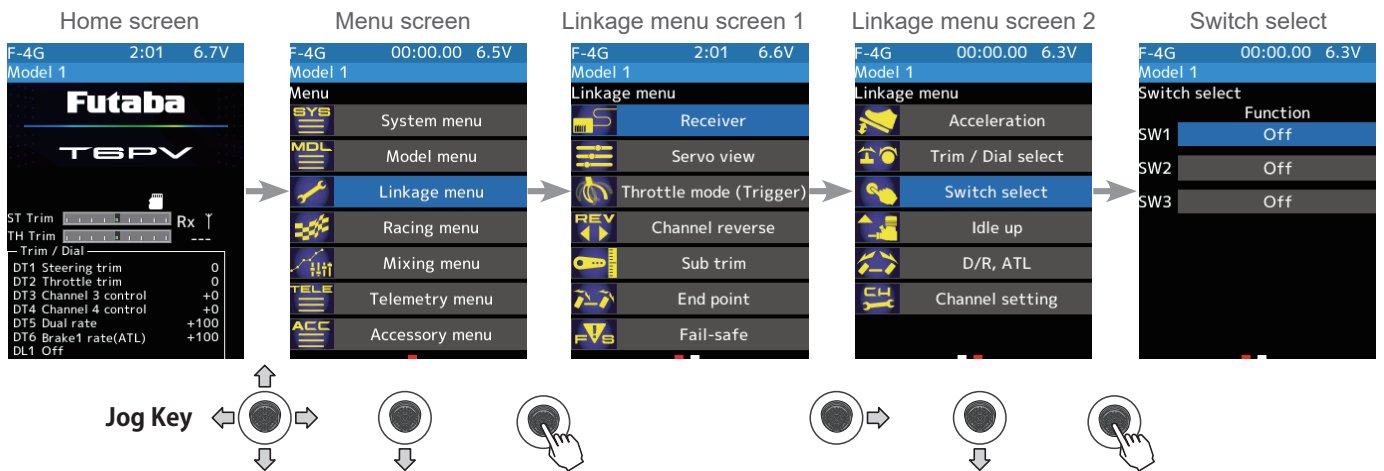 Home screen
Menu screen
Linkage menu screen 1
Linkage menu screen 2
Switch select
F-4G 2:01 6.7V
Model 1
Futaba
T6PV
ST Trim
Rx
TH Trim
---
Trim / Dial
DT1 Steering trim 0
DT2 Throttle trim 0
DT3 Channel 3 control +0
DT4 Channel 4 control +0
DT5 Dual rate +100
DT6 Brake1 rate(ATL) +100
DL1 Off
F-4G 00:00.00 6.5V
Model 1
Menu
SYS System menu
MDL Model menu
Linkage menu
Racing menu
Mixing menu
TELE Telemetry menu
ACC Accessory menu
F-4G 2:01 6.6V
Model 1
Linkage menu
Receiver
Servo view
Throttle mode (Trigger)
REV Channel reverse
Sub trim
End point
F/S Fail-safe
F-4G 00:00.00 6.3V
Model 1
Linkage menu
Acceleration
Trim / Dial select
Switch select
Idle up
D/R, ATL
CH Channel setting
F-4G 00:00.00 6.3V
Model 1
Switch select
Function
SW1 Off
SW2 Off
SW3 Off
Jog Key